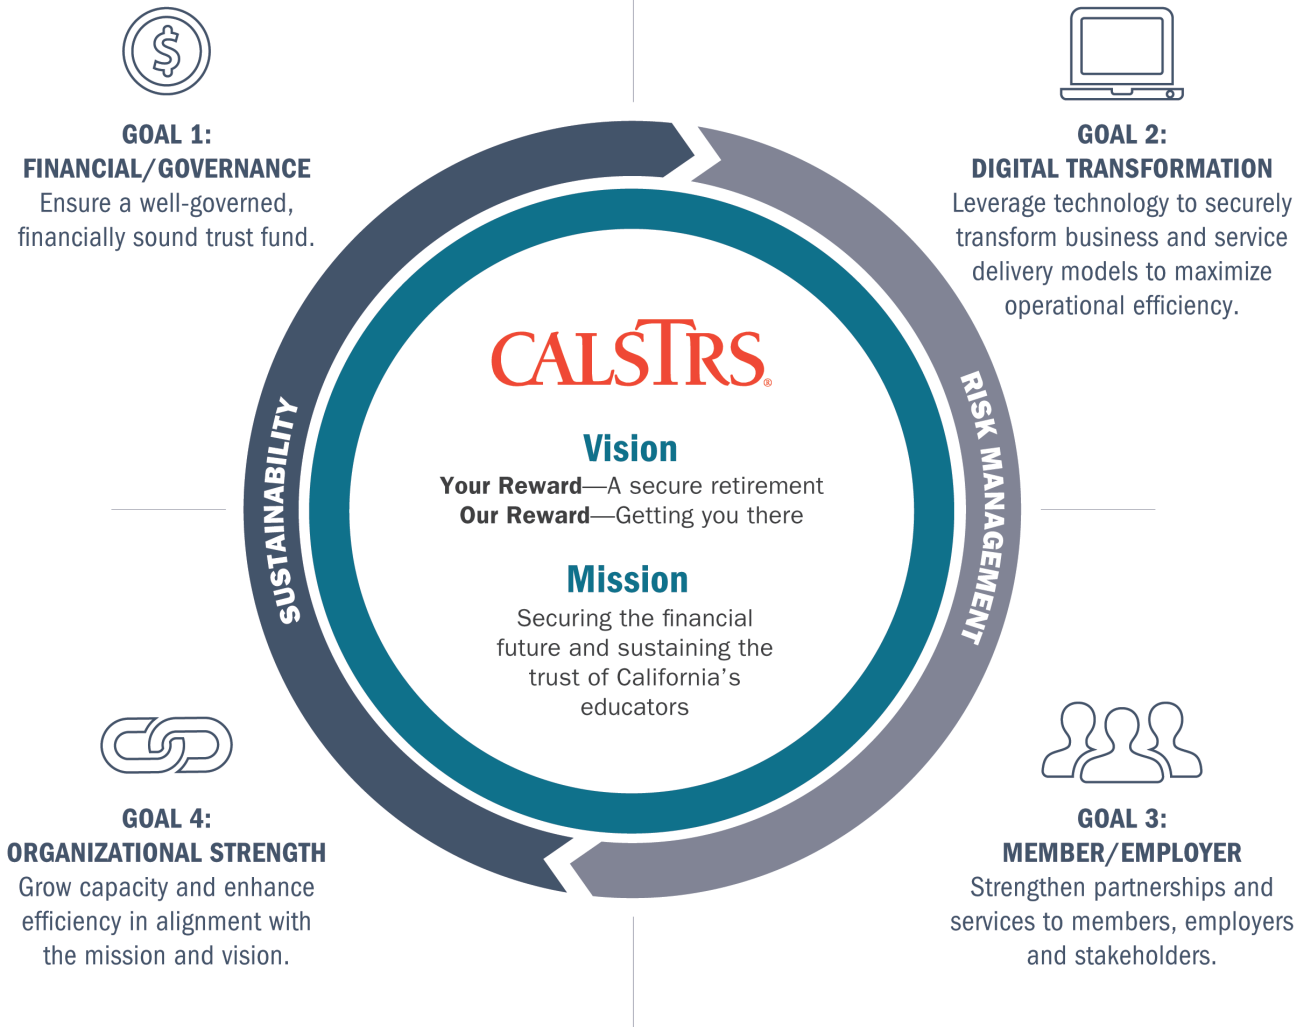 GOAL 1:
FINANCIAL/GOVERNANCE
Ensure a well-governed,
financially sound trust fund.
GOAL 2:
DIGITAL TRANSFORMATION
Leverage technology to securely
transform business and service
delivery models to maximize
operational efficiency.
SUSTAINABILITY
RISK MANAGEMENT
CALSTRS®
Vision
Your Reward—A secure retirement
Our Reward—Getting you there
Mission
Securing the financial
future and sustaining the
trust of California's
educators
GOAL 4:
ORGANIZATIONAL STRENGTH
Grow capacity and enhance
efficiency in alignment with
the mission and vision.
GOAL 3:
MEMBER/EMPLOYER
Strengthen partnerships and
services to members, employers
and stakeholders.